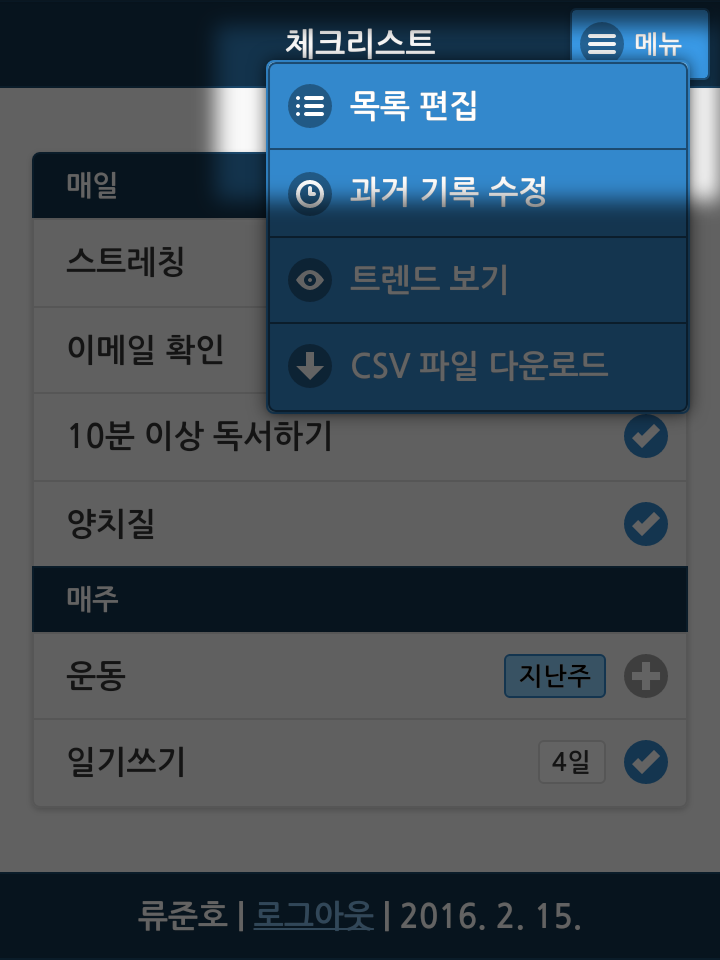 체크리스트
메뉴
목록 편집
과거 기록 수정
트렌드 보기
CSV 파일 다운로드
매일
스트레칭
이메일 확인
10분 이상 독서하기
양치질
매주
운동 지난주
일기쓰기 4일
류준호 | 로그아웃 | 2016. 2. 15.